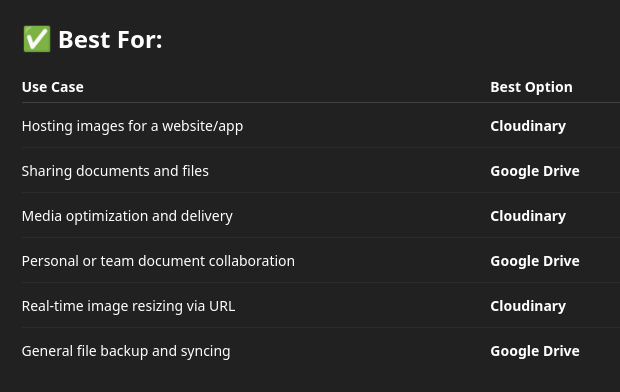 ✅ Best For:
Use Case Best Option
Hosting images for a website/app Cloudinary
Sharing documents and files Google Drive
Media optimization and delivery Cloudinary
Personal or team document collaboration Google Drive
Real-time image resizing via URL Cloudinary
General file backup and syncing Google Drive